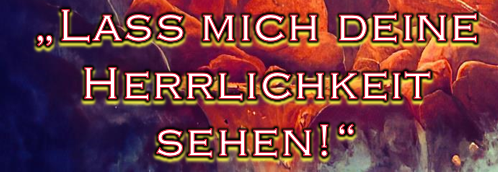 „Lass mich deine
Herrlichkeit
sehen!“